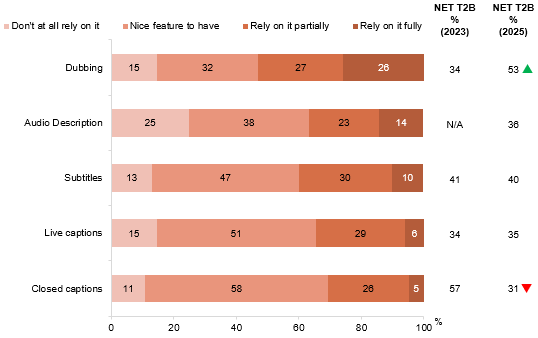 NET T2B NET T2B
% %
(2023) (2025)
Don't at all rely on it Nice feature to have Rely on it partially Rely on it fully
Dubbing 15 32 27 26 34 53
Audio Description 25 38 23 14 N/A 36
Subtitles 13 47 30 10 41 40
Live captions 15 51 29 6 34 35
Closed captions 11 58 26 5 57 31
0 20 40 60 80 100
%